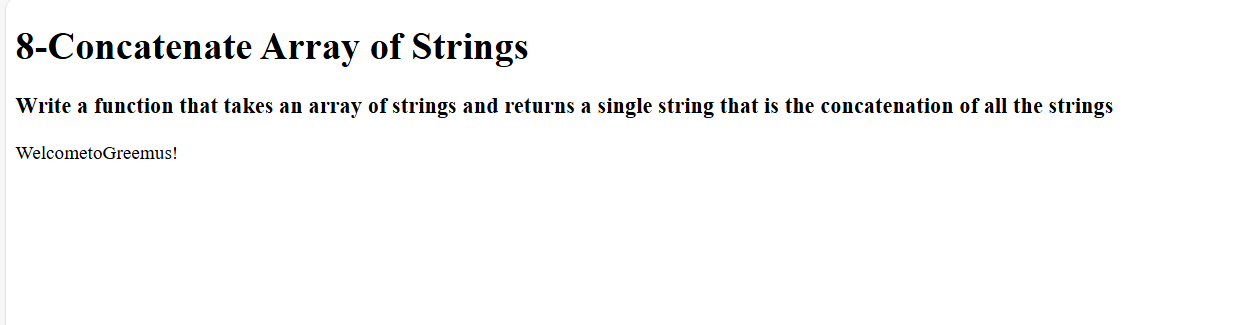 8-Concatenate Array of Strings
Write a function that takes an array of strings and returns a single string that is the concatenation of all the strings
WelcometoGreemus!